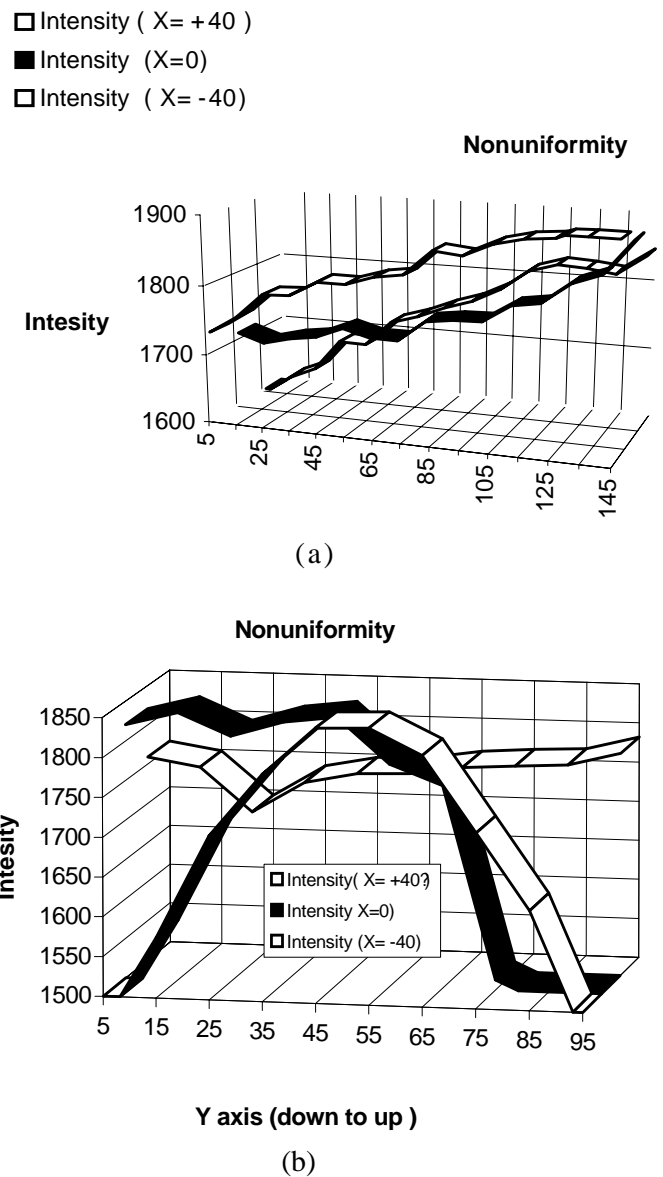 Intensity ( X= +40 )
Intensity (X=0)
Intensity ( X= -40)
Nonuniformity
1900
1800
Intesity
1700
1600
5
25
45
65
85
105
125
145
(a)
Nonuniformity
1850
1800
1750
1700
1650
1600
1550
1500
Intesity
Intensity( X= +40?
Intensity X=0)
Intensity (X= -40)
5 15 25 35 45 55 65 75 85 95
Y axis (down to up )
(b)